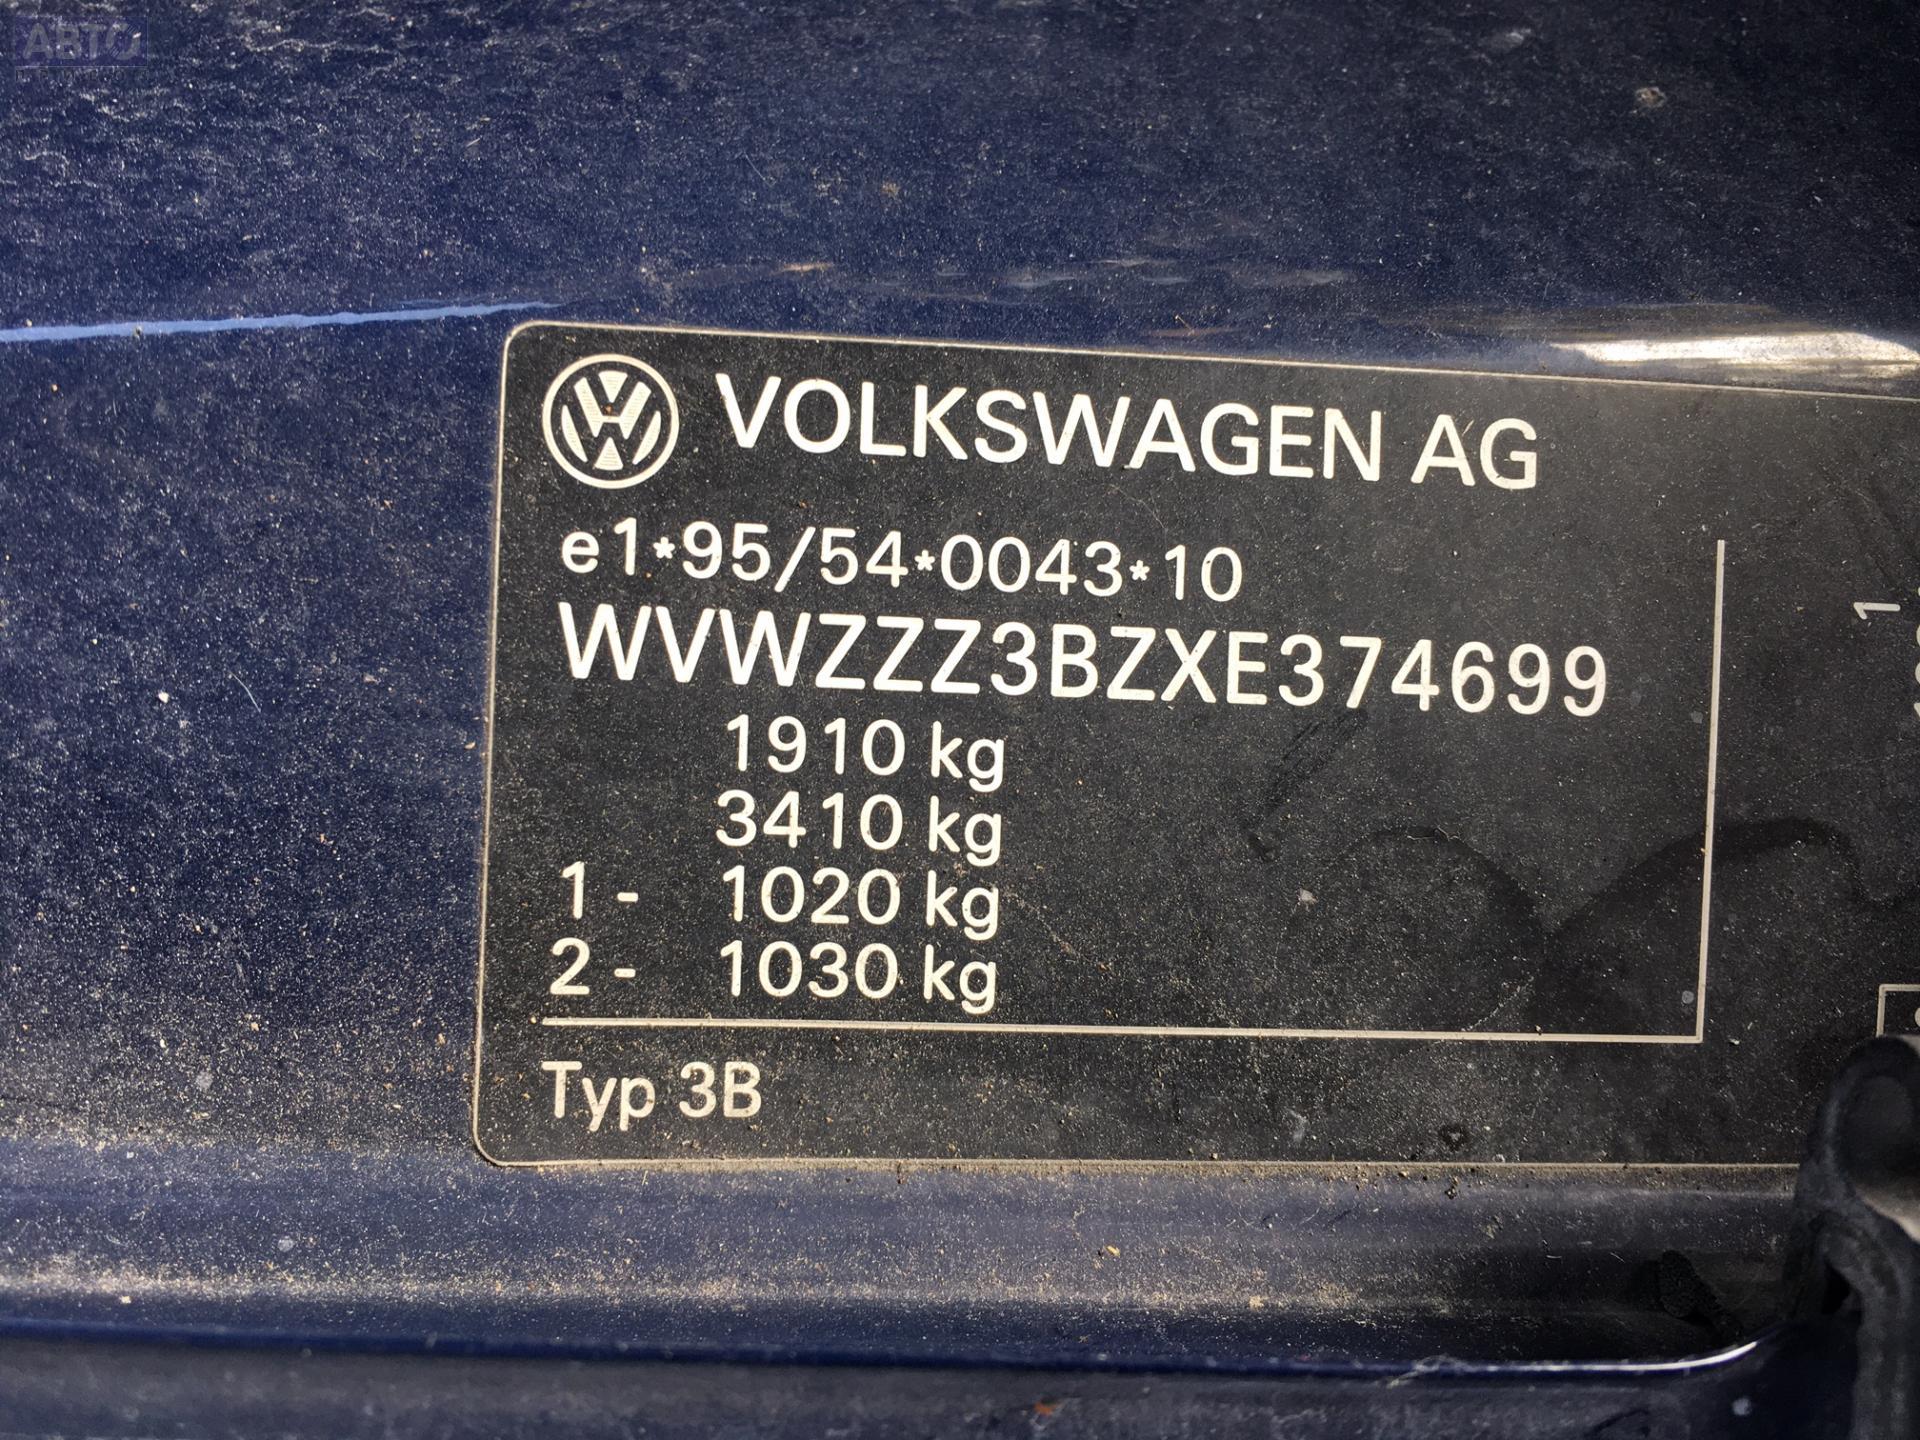 АВТО
VOLKSWAGEN AG
e1*95/54*0043*10
WVWZZZ3BZXE374699
1910 kg
3410 kg
1 - 1020 kg
2 - 1030 kg
Typ 3B
1